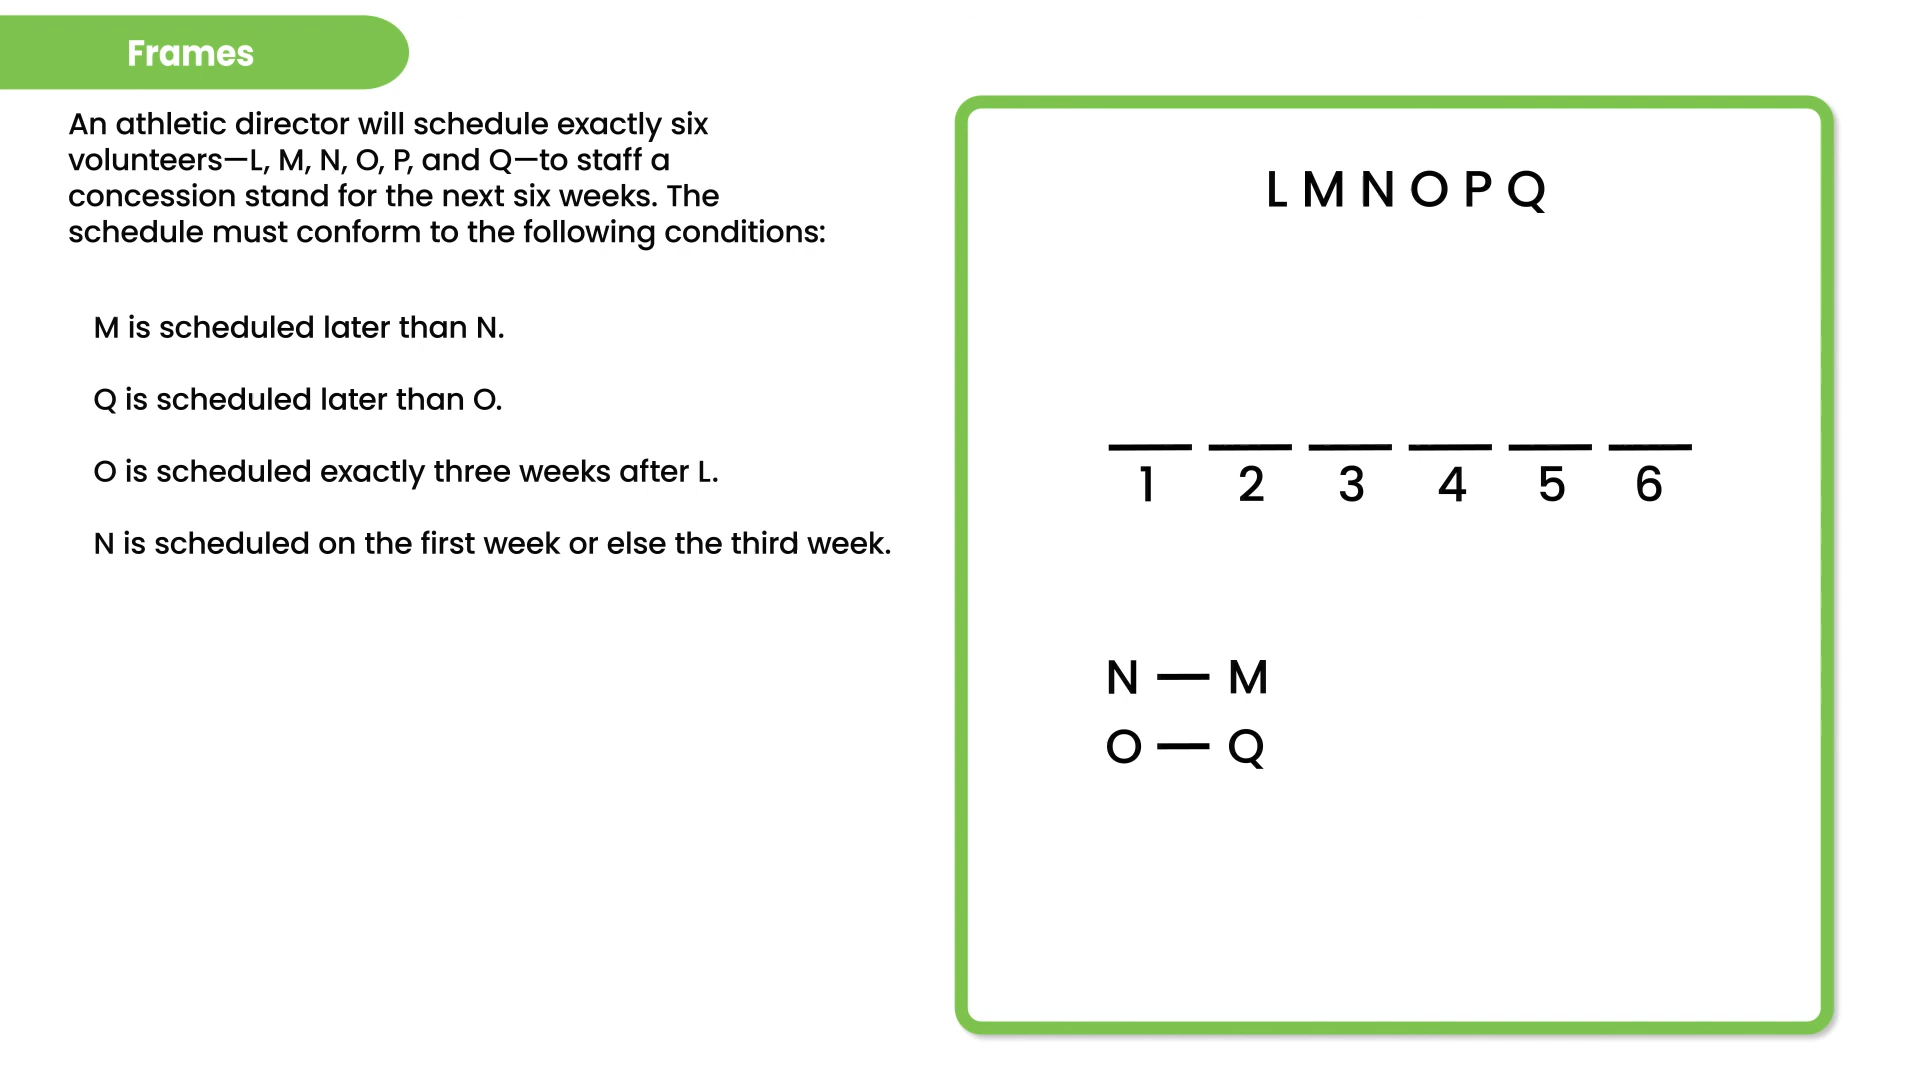 Frames
An athletic director will schedule exactly six
volunteers—L, M, N, O, P, and Q—to staff a
concession stand for the next six weeks. The
schedule must conform to the following conditions:
M is scheduled later than N.
Q is scheduled later than O.
O is scheduled exactly three weeks after L.
N is scheduled on the first week or else the third week.
L M N O P Q
1 2 3 4 5 6
N — M
O — Q